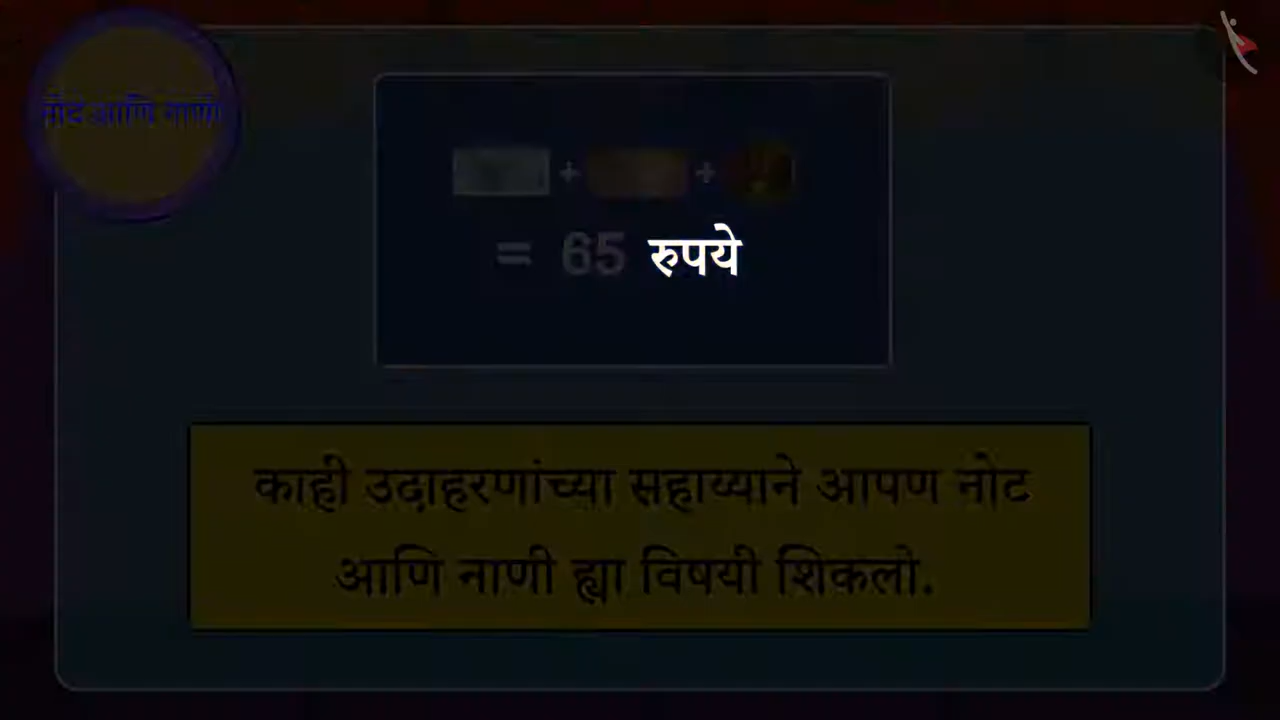 नोट आणि नाणी
+ +
= 65 रुपये
काही उदाहरणांच्या सहाय्याने आपण नोट
आणि नाणी ह्या विषयी शिकलो.